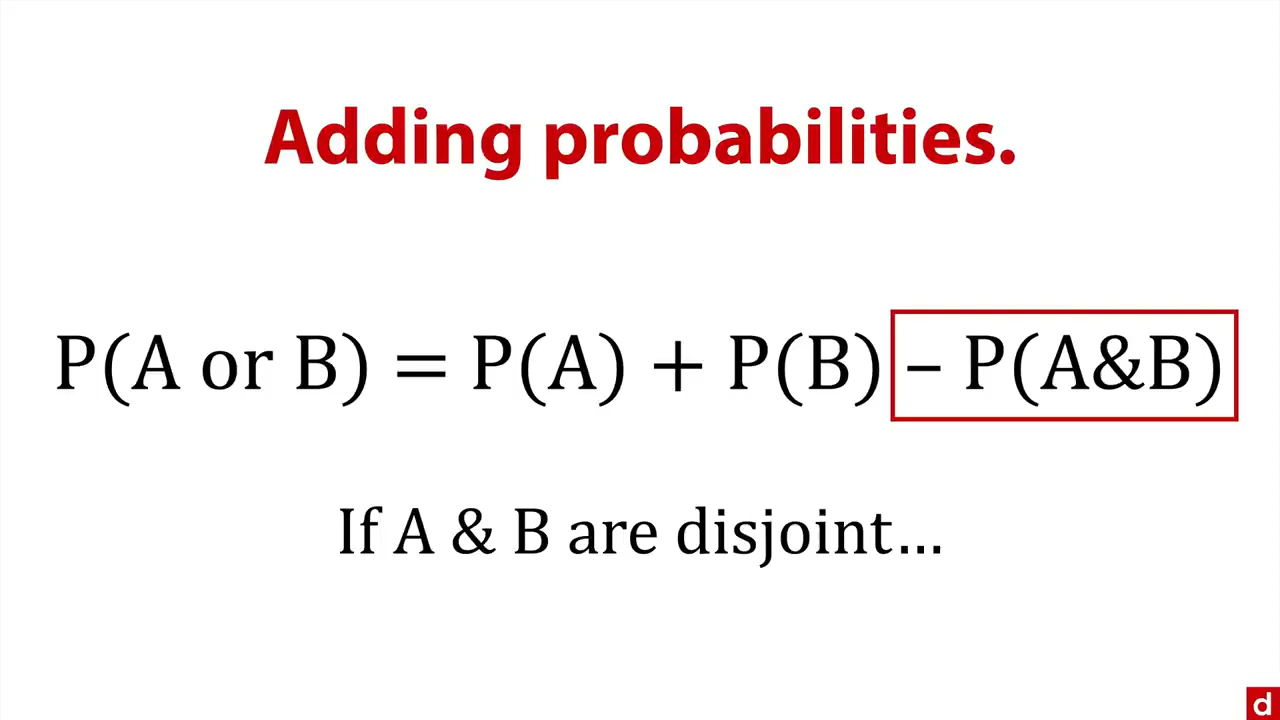 Adding probabilities.
P(A or B) = P(A) + P(B) – P(A&B)
If A & B are disjoint…
d